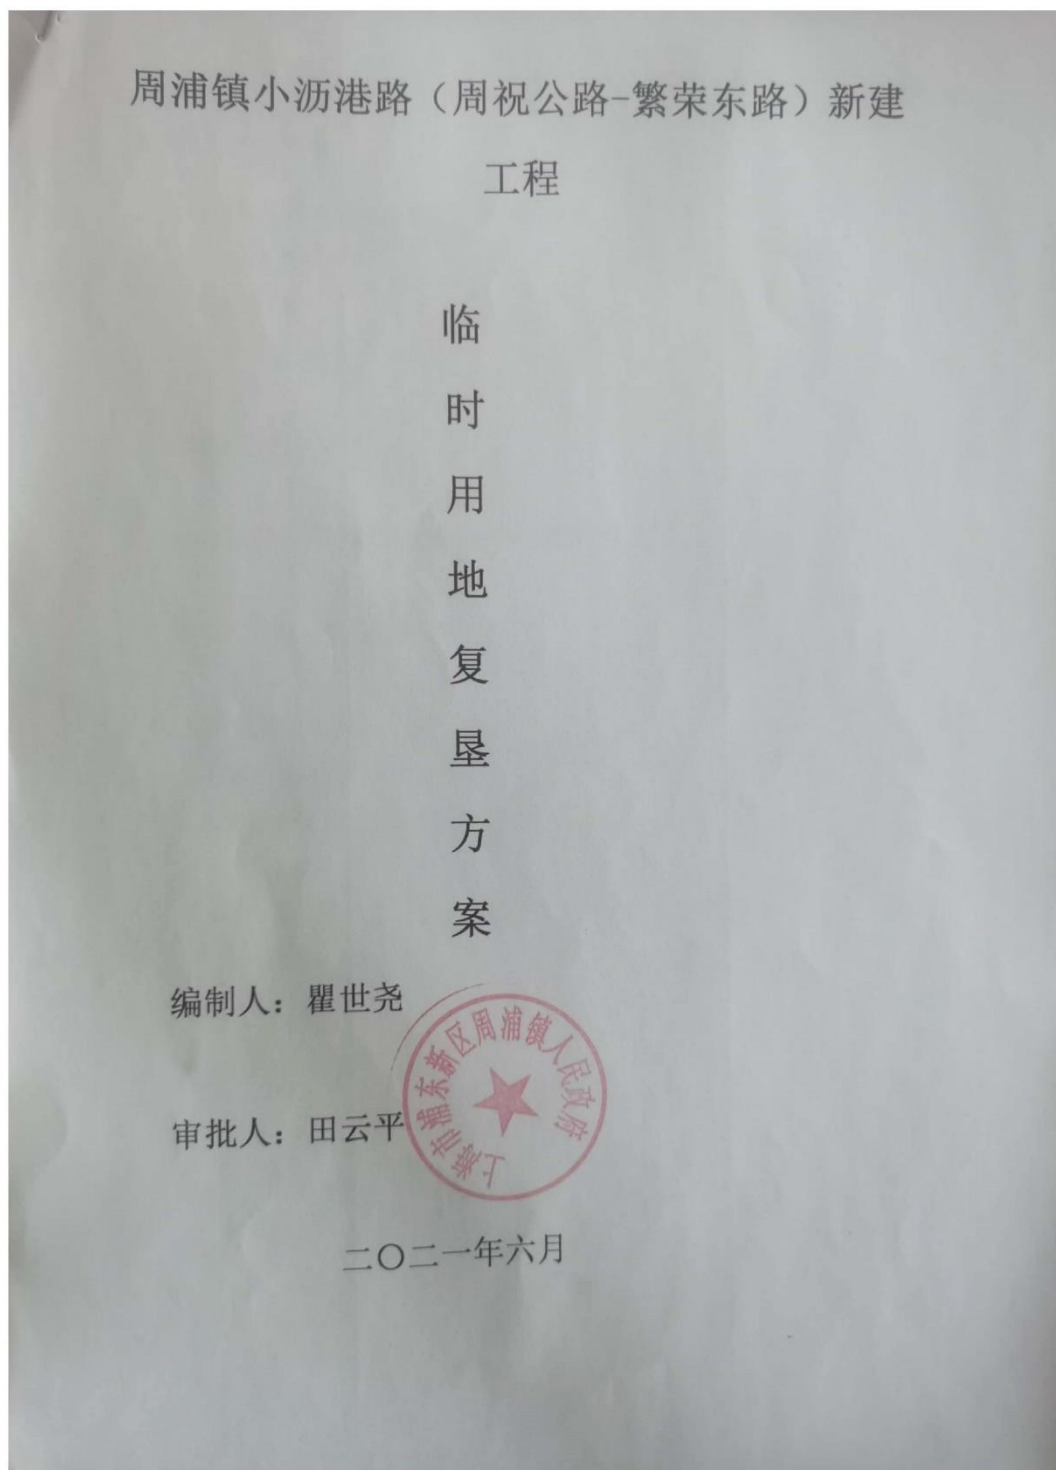 周浦镇小沥港路（周祝公路-繁荣东路）新建
工程
临
时
用
地
复
垦
方
案
编制人：瞿世尧
审批人：田云平
上海市浦东新区周浦镇人民政府
二〇二一年六月